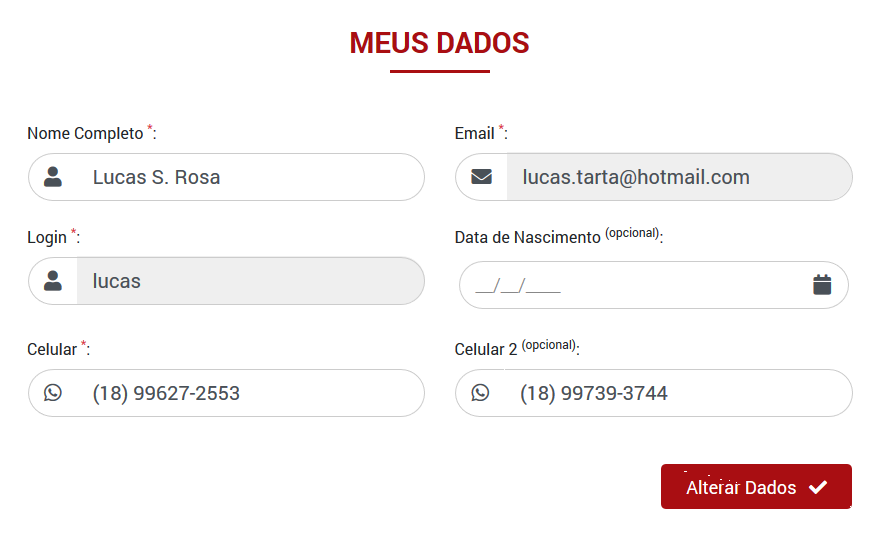 MEUS DADOS
Nome Completo *:
Email *:
Lucas S. Rosa
lucas.tarta@hotmail.com
Login *:
Data de Nascimento (opcional):
lucas
__/__/____
Celular *:
Celular 2 (opcional):
(18) 99627-2553
(18) 99739-3744
Alterar Dados